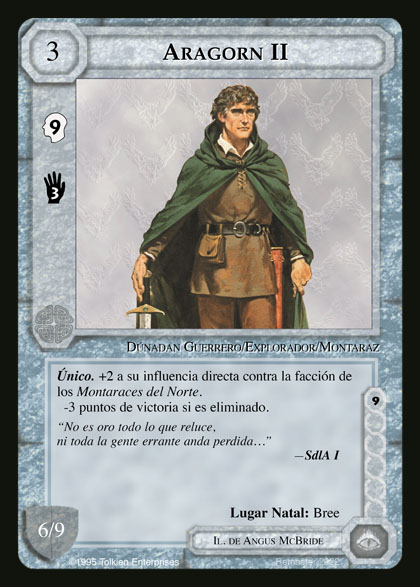 3
ARAGORN II
9
3
DÚNADAN GUERRERO/EXPLORADOR/MONTARAZ
Único. +2 a su influencia directa contra la facción de
los Montaraces del Norte.
-3 puntos de victoria si es eliminado.
“No es oro todo lo que reluce,
ni toda la gente errante anda perdida…”
—SdlA I
9
Lugar Natal: Bree
6/9
IL. DE ANGUS MCBRIDE
©1995 Tolkien Enterprises